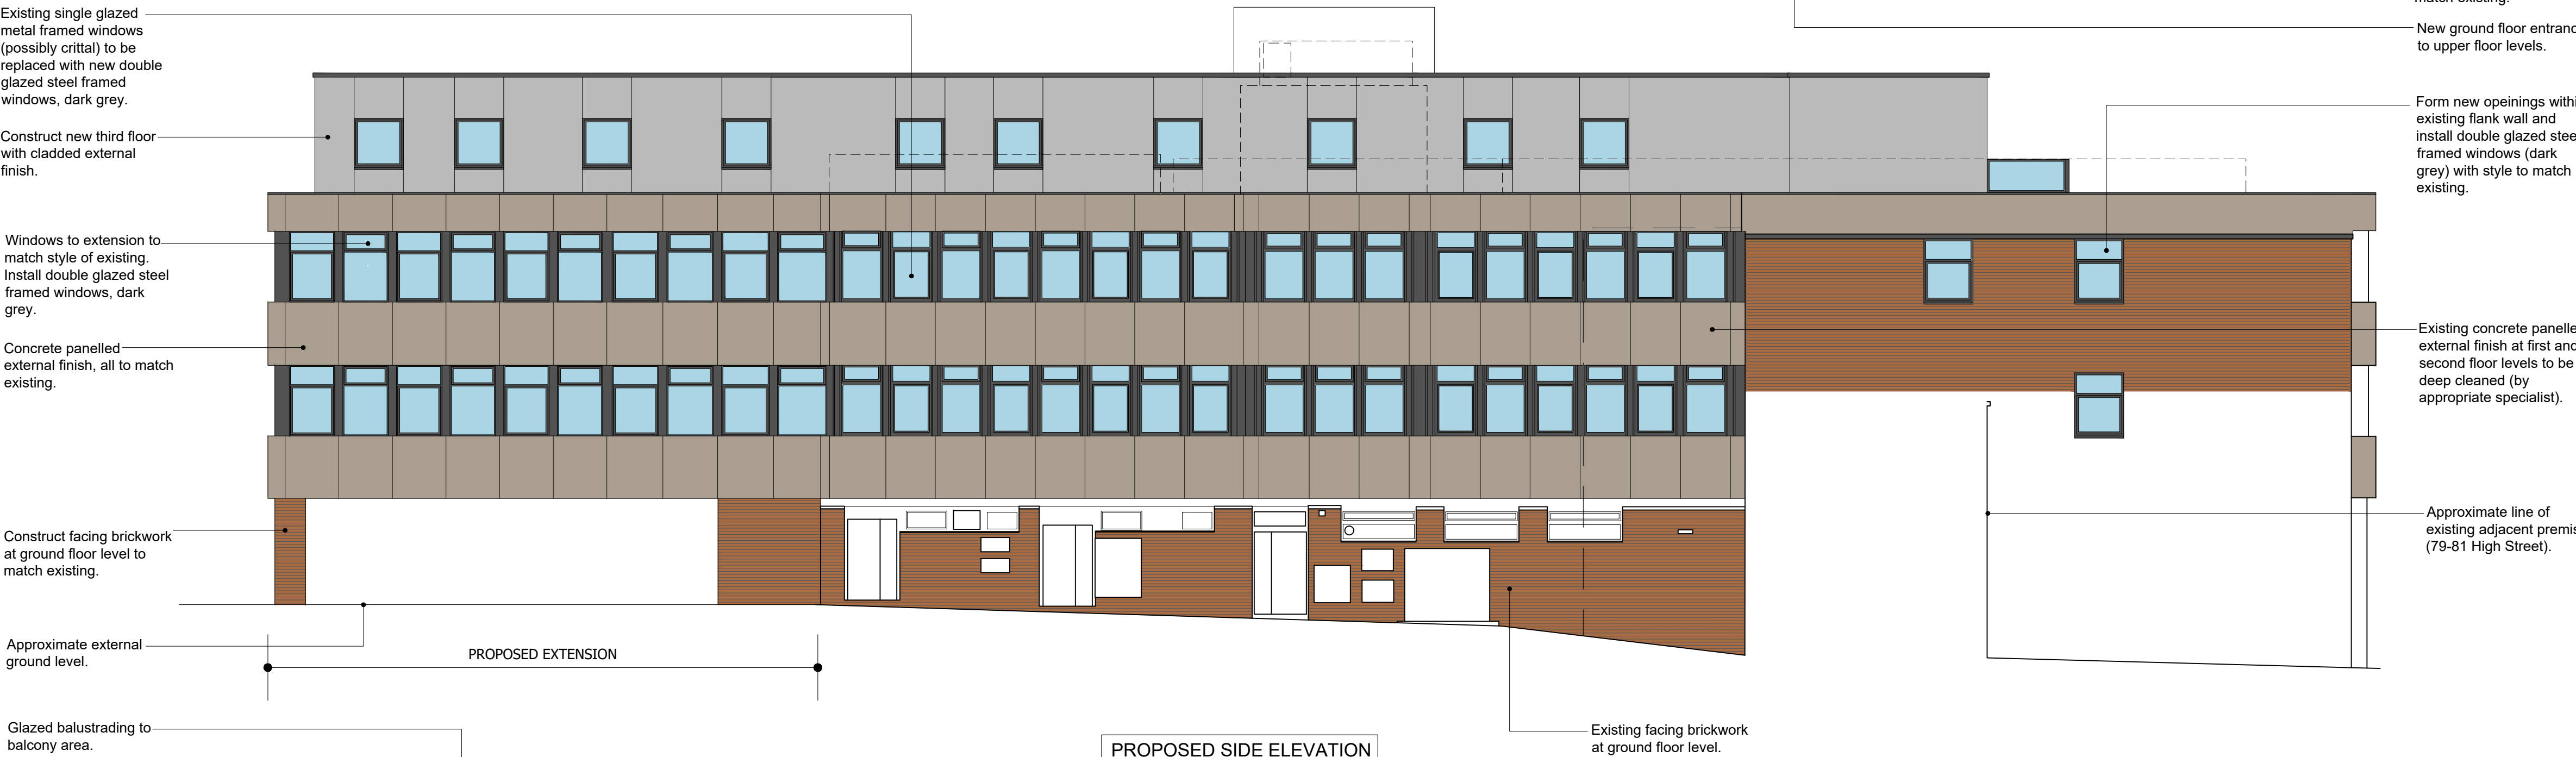 Existing single glazed
metal framed windows
(possibly crittal) to be
replaced with new double
glazed steel framed
windows, dark grey.
Construct new third floor
with cladded external
finish.
Windows to extension to
match style of existing.
Install double glazed steel
framed windows, dark
grey.
Concrete panelled
external finish, all to match
existing.
Construct facing brickwork
at ground floor level to
match existing.
Approximate external
ground level.
PROPOSED EXTENSION
Glazed balustrading to
balcony area.
PROPOSED SIDE ELEVATION
Existing facing brickwork
at ground floor level.
match existing.
New ground floor entranc
to upper floor levels.
Form new opeinings withi
existing flank wall and
install double glazed stee
framed windows (dark
grey) with style to match
existing.
Existing concrete panelle
external finish at first and
second floor levels to be
deep cleaned (by
appropriate specialist).
Approximate line of
existing adjacent premis
(79-81 High Street).